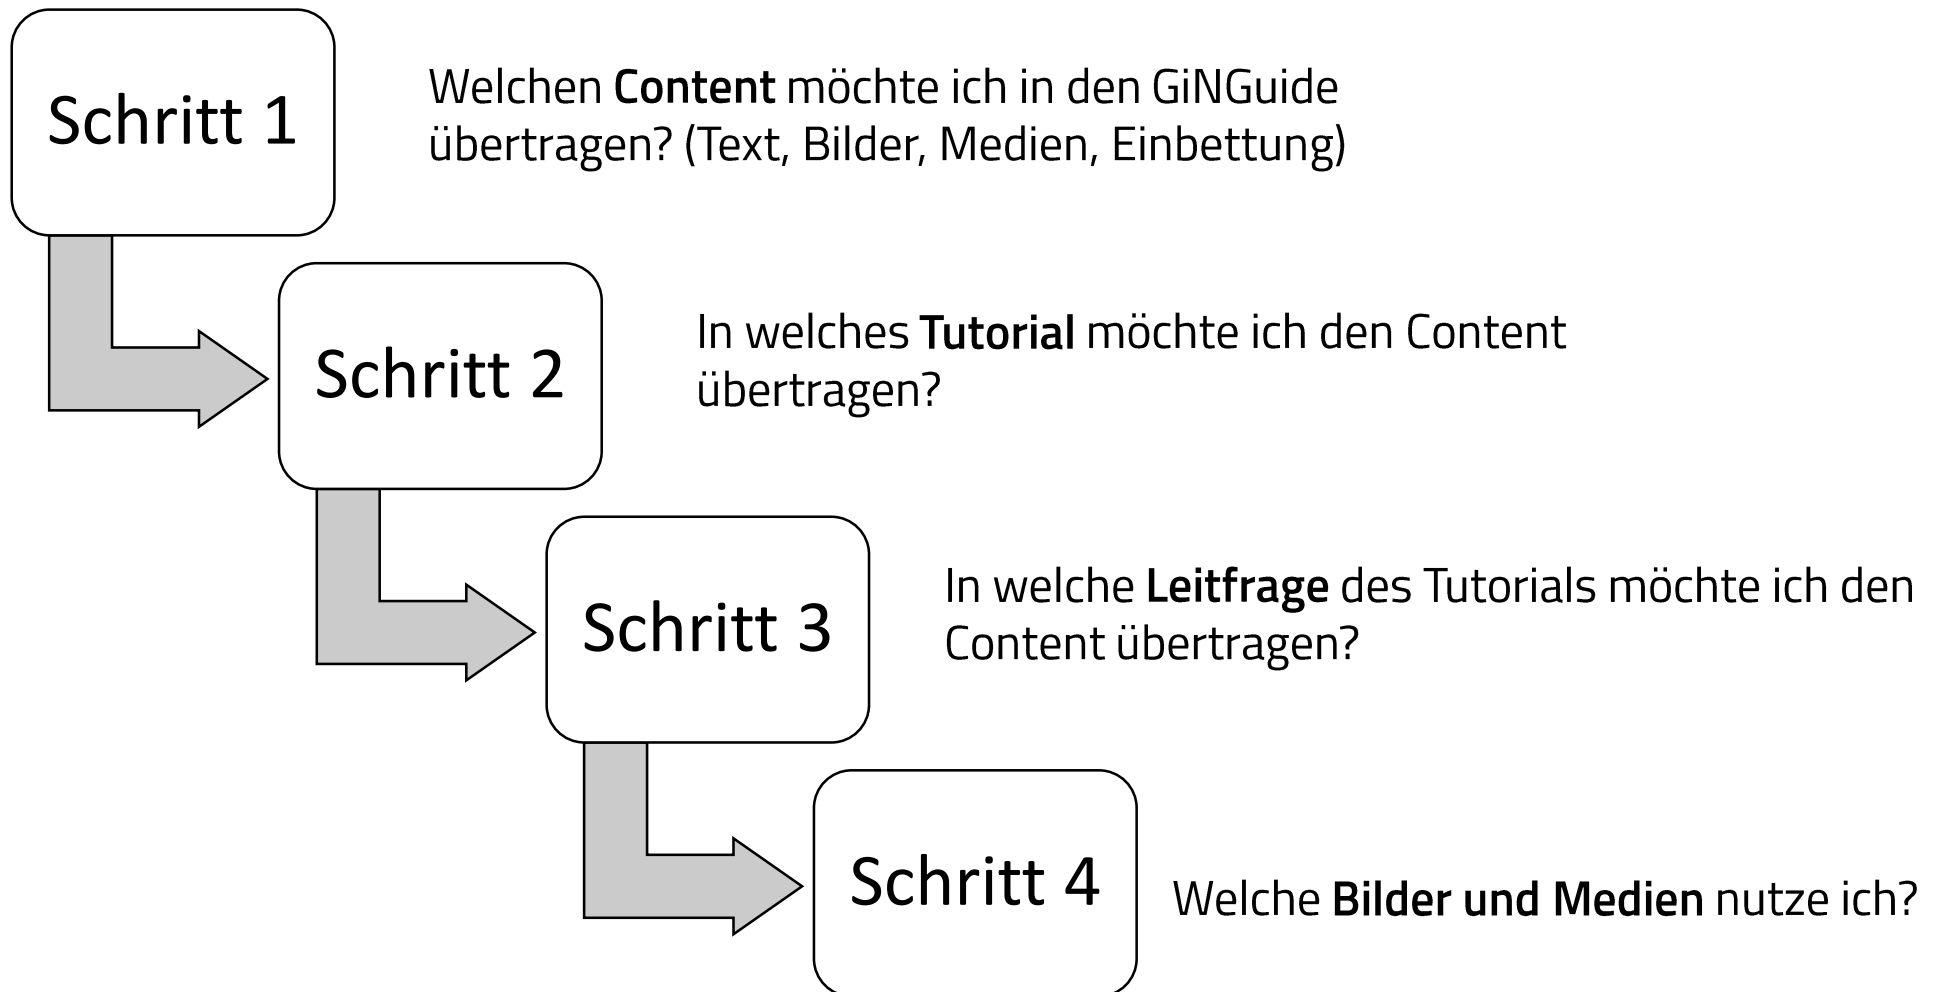 Schritt 1
Welchen Content möchte ich in den GiNGuide
übertragen? (Text, Bilder, Medien, Einbettung)
Schritt 2
In welches Tutorial möchte ich den Content
übertragen?
Schritt 3
In welche Leitfrage des Tutorials möchte ich den
Content übertragen?
Schritt 4
Welche Bilder und Medien nutze ich?